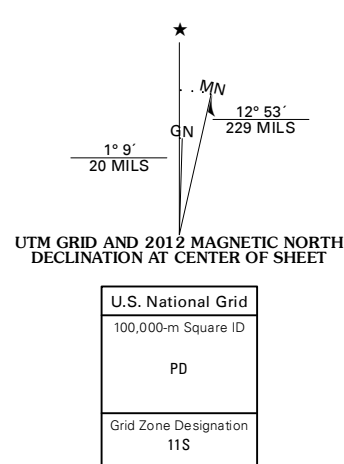 ★
MN
12° 53´
229 MILS
GN
1° 9´
20 MILS
UTM GRID AND 2012 MAGNETIC NORTH
DECLINATION AT CENTER OF SHEET
U.S. National Grid
100,000-m Square ID
PD
Grid Zone Designation
11S